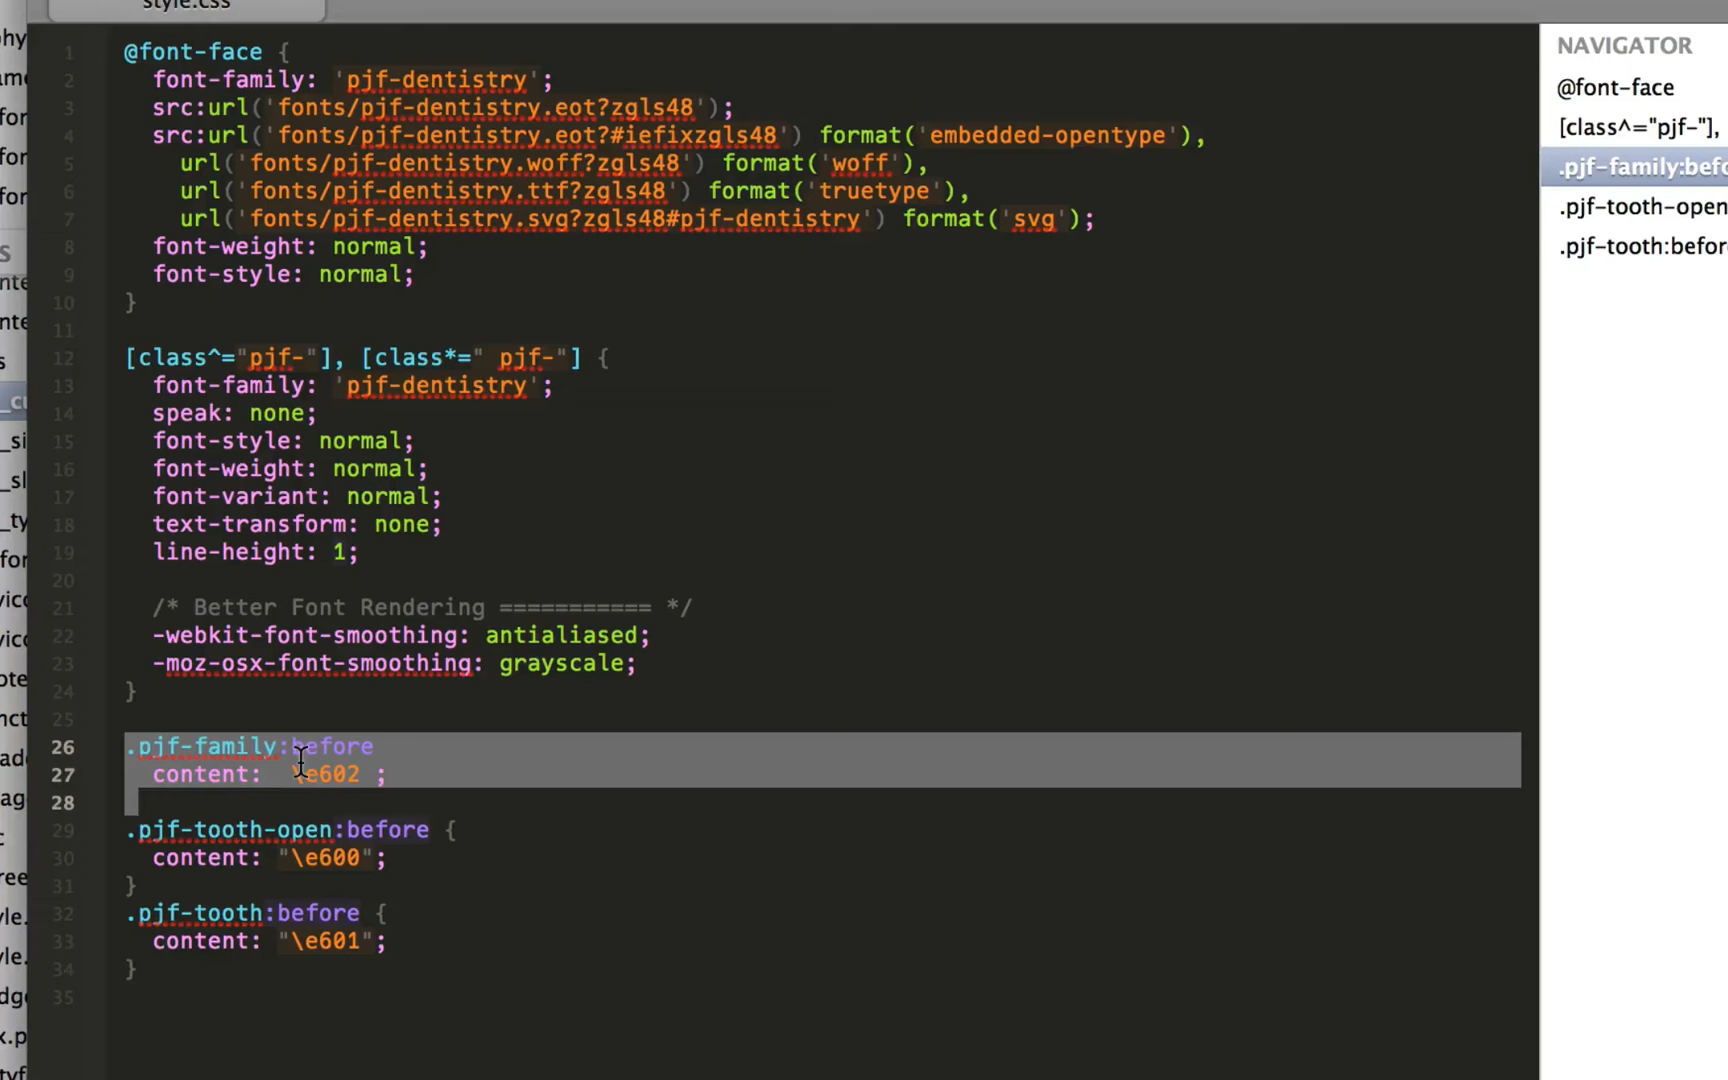 style.css
1 @font-face {
2 font-family: 'pjf-dentistry';
3 src:url('fonts/pjf-dentistry.eot?zgls48');
4 src:url('fonts/pjf-dentistry.eot?#iefixzgls48') format('embedded-opentype'),
5 url('fonts/pjf-dentistry.woff?zgls48') format('woff'),
6 url('fonts/pjf-dentistry.ttf?zgls48') format('truetype'),
7 url('fonts/pjf-dentistry.svg?zgls48#pjf-dentistry') format('svg');
8 font-weight: normal;
9 font-style: normal;
10 }
11
12 [class^="pjf-"], [class*=" pjf-"] {
13 font-family: 'pjf-dentistry';
14 speak: none;
15 font-style: normal;
16 font-weight: normal;
17 font-variant: normal;
18 text-transform: none;
19 line-height: 1;
20
21 /* Better Font Rendering =========== */
22 -webkit-font-smoothing: antialiased;
23 -moz-osx-font-smoothing: grayscale;
24 }
25
26 .pjf-family:before
27 content: \e602 ;
28
29 .pjf-tooth-open:before {
30 content: "\e600";
31 }
32 .pjf-tooth:before {
33 content: "\e601";
34 }
35
NAVIGATOR
@font-face
[class^="pjf-"],
.pjf-family:befo
.pjf-tooth-open
.pjf-tooth:before